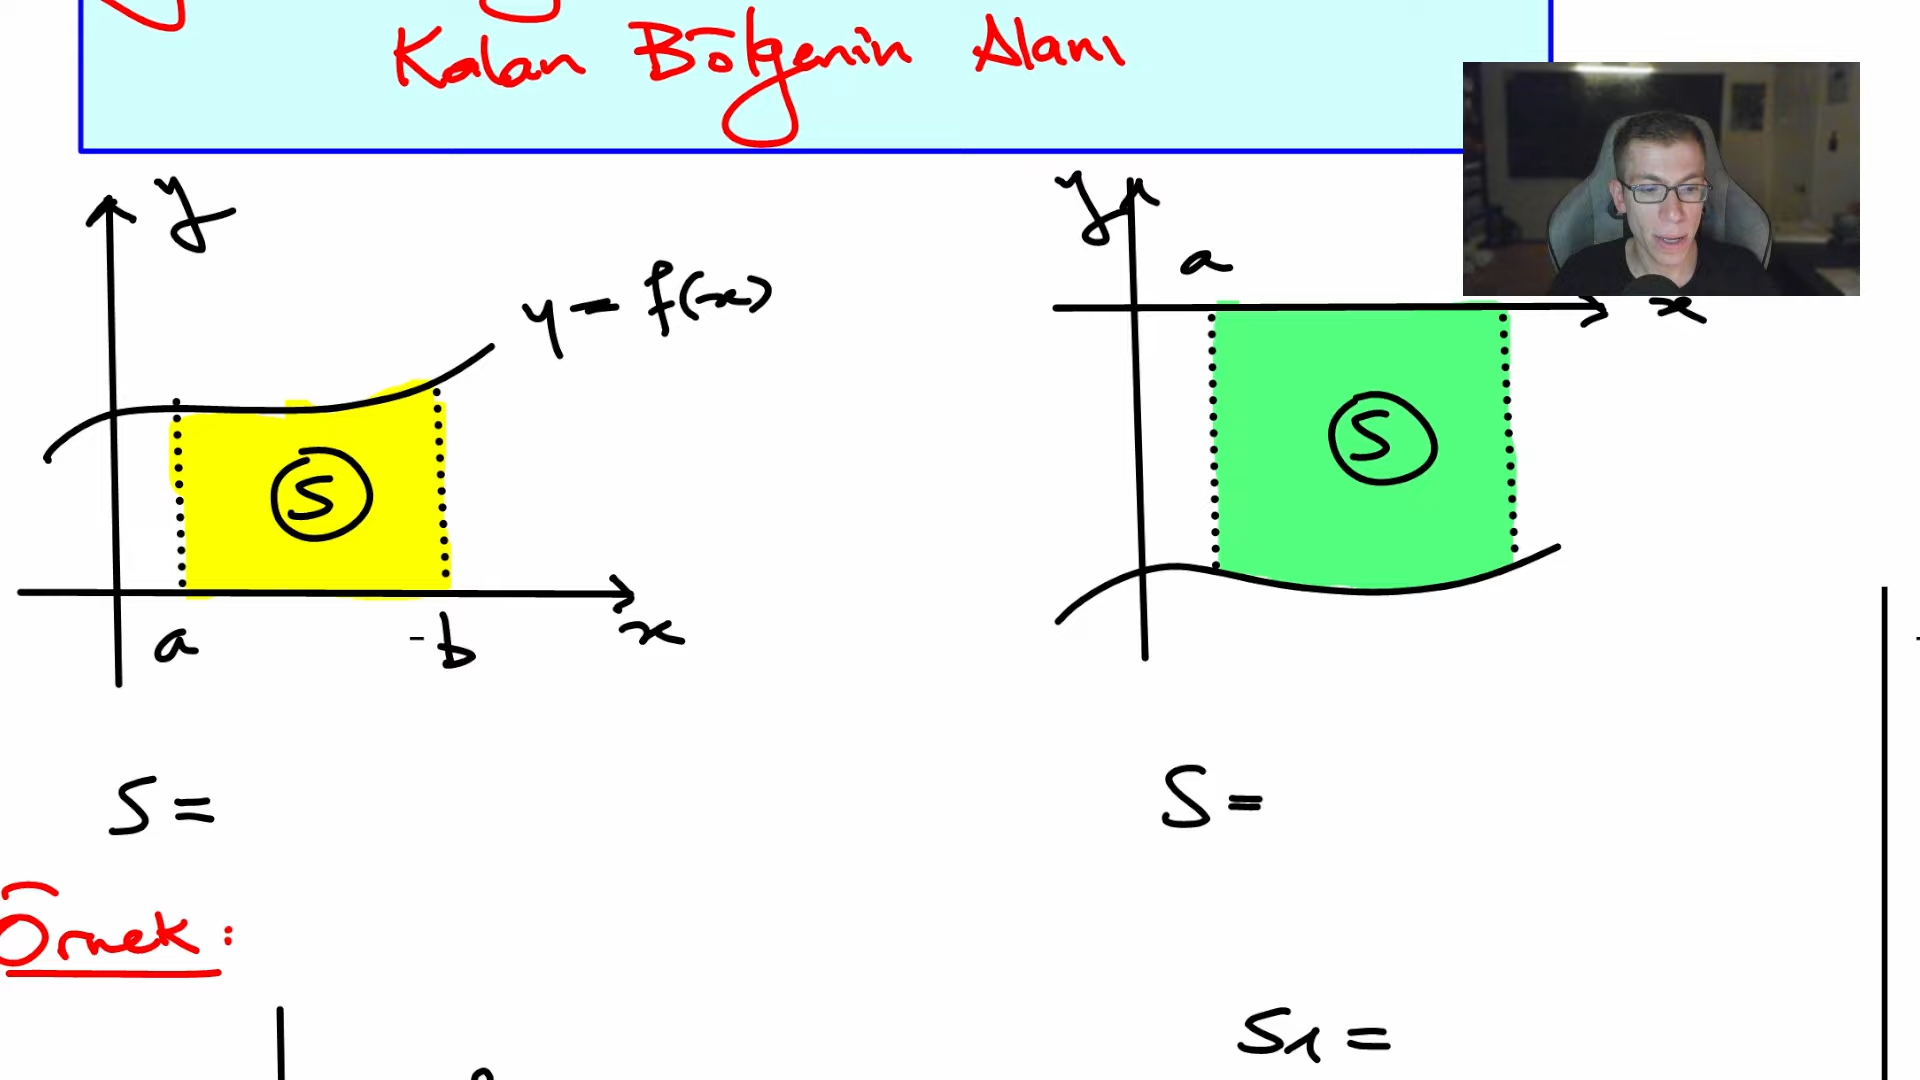 Kalan Bölgenin Alanı
y
y = f(x)
S
a
b
x
y
a
x
S
S =
S =
Örnek :
S1 =